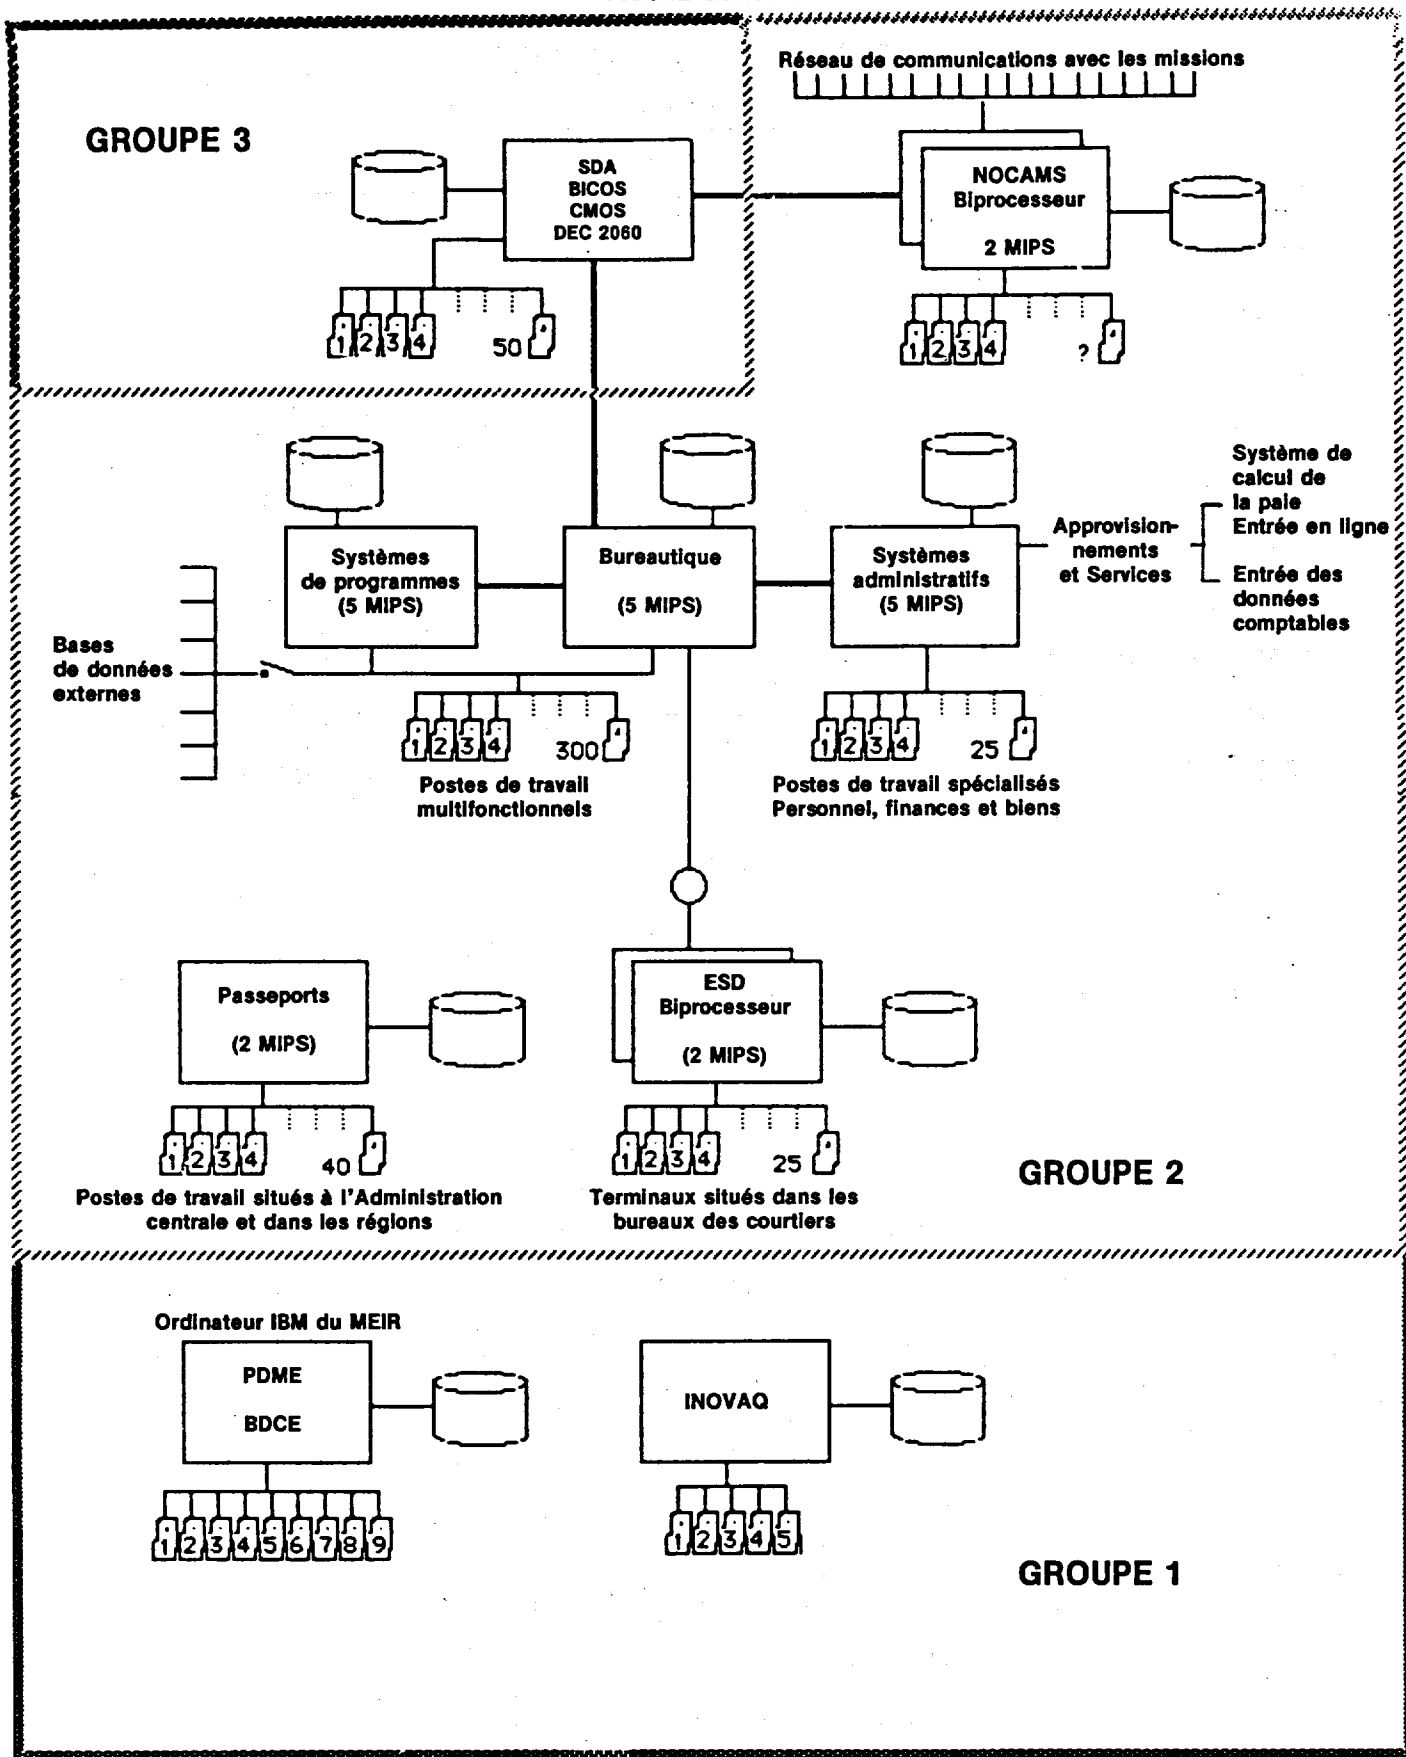 Réseau de communications avec les missions
GROUPE 3
SDA
BICOS
CMOS
DEC 2060
NOCAMS
Biprocesseur
2 MIPS
1 2 3 4 50
1 2 3 4 ?
Systèmes
de programmes
(5 MIPS)
Bureautique
(5 MIPS)
Systèmes
administratifs
(5 MIPS)
Approvision-
nements
et Services
Système de
calcul de
la paie
Entrée en ligne
Entrée des
données
comptables
Bases
de données
externes
1 2 3 4 300
Postes de travail
multifonctionnels
1 2 3 4 25
Postes de travail spécialisés
Personnel, finances et biens
Passeports
(2 MIPS)
ESD
Biprocesseur
(2 MIPS)
1 2 3 4 40
Postes de travail situés à l'Administration
centrale et dans les régions
1 2 3 4 25
Terminaux situés dans les
bureaux des courtiers
GROUPE 2
Ordinateur IBM du MEIR
PDME
BDCE
INOVAQ
1 2 3 4 5 6 7 8 9
1 2 3 4 5
GROUPE 1